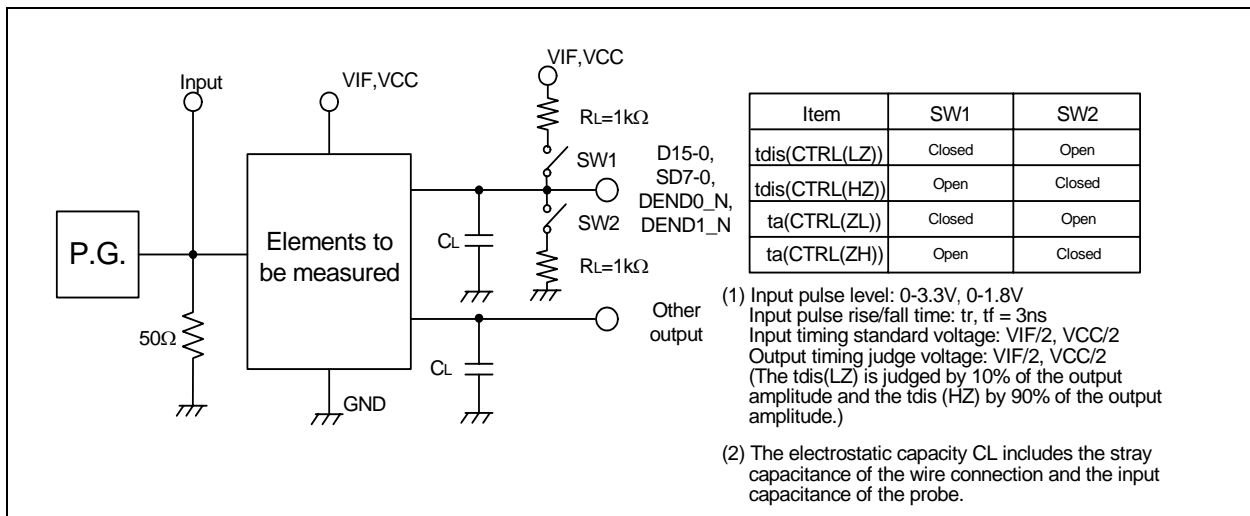 Input
VIF,VCC
VIF,VCC
RL=1kΩ
SW1
D15-0,
SD7-0,
DEND0_N,
DEND1_N
SW2
RL=1kΩ
CL
P.G.
Elements to
be measured
50Ω
GND
CL
Other
output
Item SW1 SW2
tdis(CTRL(LZ)) Closed Open
tdis(CTRL(HZ)) Open Closed
ta(CTRL(ZL)) Closed Open
ta(CTRL(ZH)) Open Closed
(1) Input pulse level: 0-3.3V, 0-1.8V
Input pulse rise/fall time: tr, tf = 3ns
Input timing standard voltage: VIF/2, VCC/2
Output timing judge voltage: VIF/2, VCC/2
(The tdis(LZ) is judged by 10% of the output
amplitude and the tdis (HZ) by 90% of the output
amplitude.)
(2) The electrostatic capacity CL includes the stray
capacitance of the wire connection and the input
capacitance of the probe.